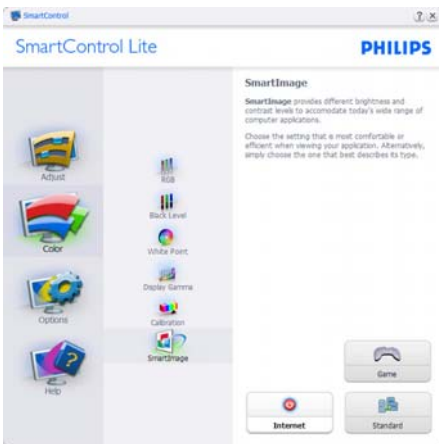 SmartControl
? x
SmartControl Lite
PHILIPS
Adjust
Color
Options
Help
RGB
Black Level
White Point
Display Gamma
Calibration
SmartImage
SmartImage
SmartImage provides different brightness and
contrast levels to accomodate today's wide range of
computer applications.
Choose the setting that is most comfortable or
efficient when viewing your application. Alternatively,
simply choose the one that best describes its type.
Game
Internet
Standard